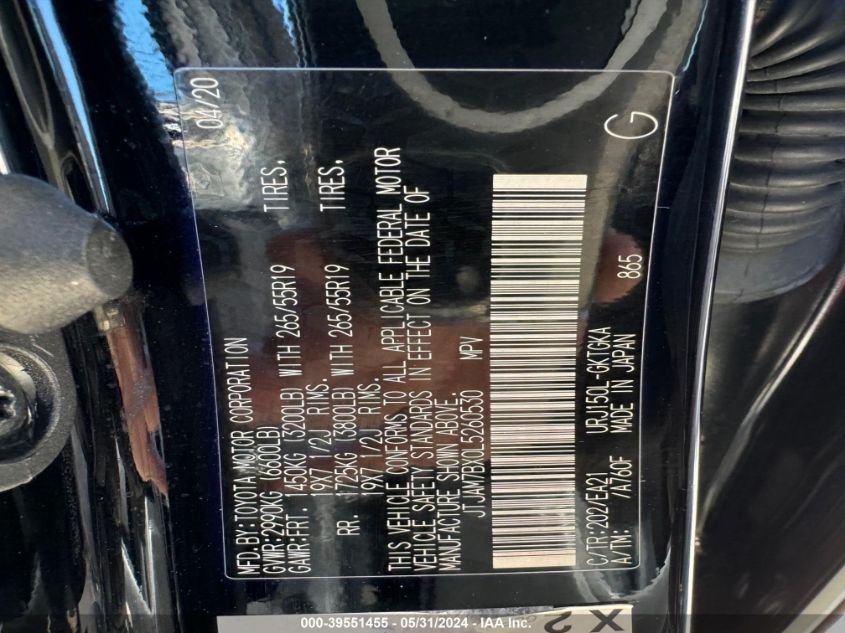 MFD.BY:TOYOTA MOTOR CORPORATION 04/20
GVWR:2990KG (6600LB)
GAWR:FRT. 1450KG (3200LB) WITH 265/55R19 TIRES,
19X7 1/2J RIMS.
RR. 1725KG (3800LB) WITH 265/55R19 TIRES,
19X7 1/2J RIMS.
THIS VEHICLE CONFORMS TO ALL APPLICABLE FEDERAL MOTOR
VEHICLE SAFETY STANDARDS IN EFFECT ON THE DATE OF
MANUFACTURE SHOWN ABOVE.
JTJAM7BX0L5260530 MPV
C/TR:202/EA21 URJ150L-GKTGKA
A/TM: /A760F MADE IN JAPAN 865
G
X 2
000-39551455 / 05/31/2024 - IAA Inc.